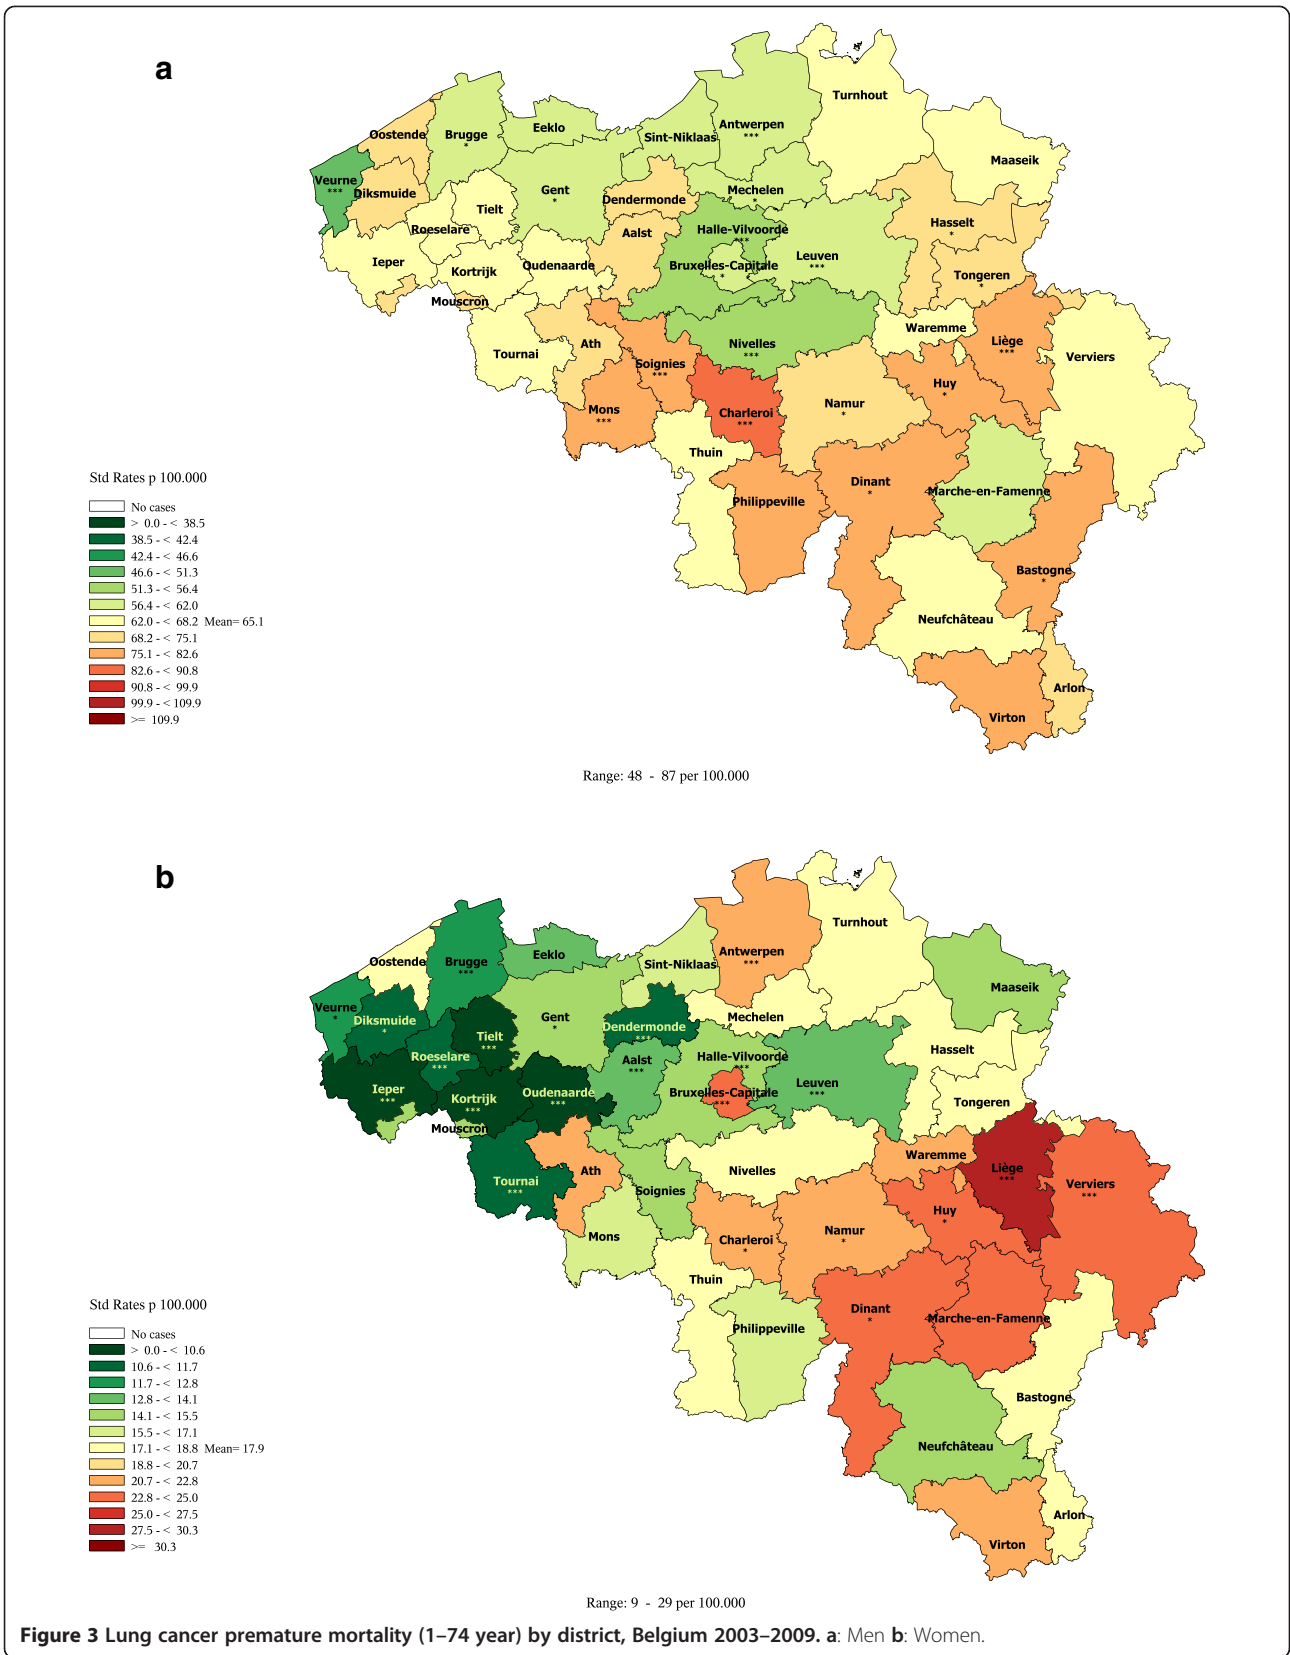 a
Turnhout
Antwerpen
***
Oostende
Brugge
*
Eeklo
Sint-Niklaas
Maaseik
Veurne
***
Diksmuide
Tielt
Gent
*
Dendermonde
Mechelen
*
Roeselare
Aalst
Halle-Vilvoorde
***
Hasselt
*
Ieper
Kortrijk
Oudenaarde
Bruxelles-Capitale
*
Leuven
***
Tongeren
*
Mouscron
Waremme
Tournai
Ath
Nivelles
***
Liège
***
Verviers
Soignies
***
Huy
*
Mons
***
Charleroi
***
Namur
*
Thuin
Std Rates p 100.000
Dinant
*
Marche-en-Famenne
Philippeville
No cases
> 0.0 - < 38.5
38.5 - < 42.4
42.4 - < 46.6
46.6 - < 51.3
51.3 - < 56.4
56.4 - < 62.0
62.0 - < 68.2 Mean= 65.1
68.2 - < 75.1
75.1 - < 82.6
82.6 - < 90.8
90.8 - < 99.9
99.9 - <109.9
>= 109.9
Bastogne
*
Neufchâteau
Arlon
Virton
Range: 48 - 87 per 100.000
b
Turnhout
Antwerpen
***
Oostende
Brugge
***
Eeklo
Sint-Niklaas
Maaseik
Veurne
*
Diksmuide
*
Tielt
***
Gent
*
Dendermonde
***
Mechelen
Roeselare
***
Aalst
***
Halle-Vilvoorde
***
Hasselt
Ieper
***
Kortrijk
***
Oudenaarde
***
Bruxelles-Capitale
***
Leuven
***
Tongeren
Mouscron
Waremme
Tournai
***
Ath
Nivelles
Liège
***
Verviers
***
Soignies
Huy
*
Mons
Charleroi
*
Namur
*
Thuin
Std Rates p 100.000
Dinant
*
Marche-en-Famenne
Philippeville
No cases
> 0.0 - < 10.6
10.6 - < 11.7
11.7 - < 12.8
12.8 - < 14.1
14.1 - < 15.5
15.5 - < 17.1
17.1 - < 18.8 Mean= 17.9
18.8 - < 20.7
20.7 - < 22.8
22.8 - < 25.0
25.0 - < 27.5
27.5 - < 30.3
>= 30.3
Bastogne
Neufchâteau
Arlon
Virton
Range: 9 - 29 per 100.000
Figure 3 Lung cancer premature mortality (1–74 year) by district, Belgium 2003–2009. a: Men b: Women.